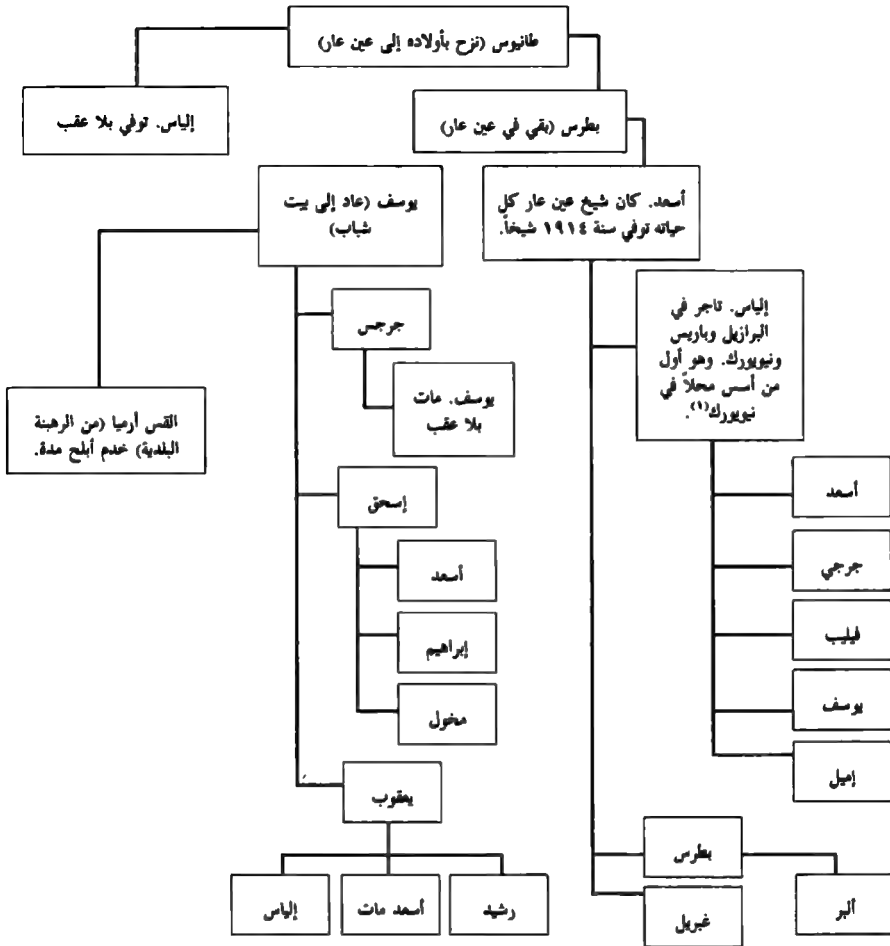 طانيوس (نزح بأولاده إلى عين عار)
إلياس. توفي بلا عقب
بطرس (بقي في عين عار)
أسعد. كان شيخ عين عار كل
حياته توفي سنة ١٩١٤ شيخاً.
يوسف (عاد إلى بيت
شباب)
إلياس. تاجر في
البرازيل وباريس
ونيويورك. وهو أول
من أسس محلاً في
نيويورك(١).
جرجس
يوسف. مات
بلا عقب
القس أرميا (من الرهبنة
البلدية) خدم أبلح مدة.
أسعد
إسحق
جرجي
أسعد
فيليب
إبراهيم
يوسف
مخول
إميل
يعقوب
بطرس
ألبر
غبريل
رشيد
أسعد مات
إلياس